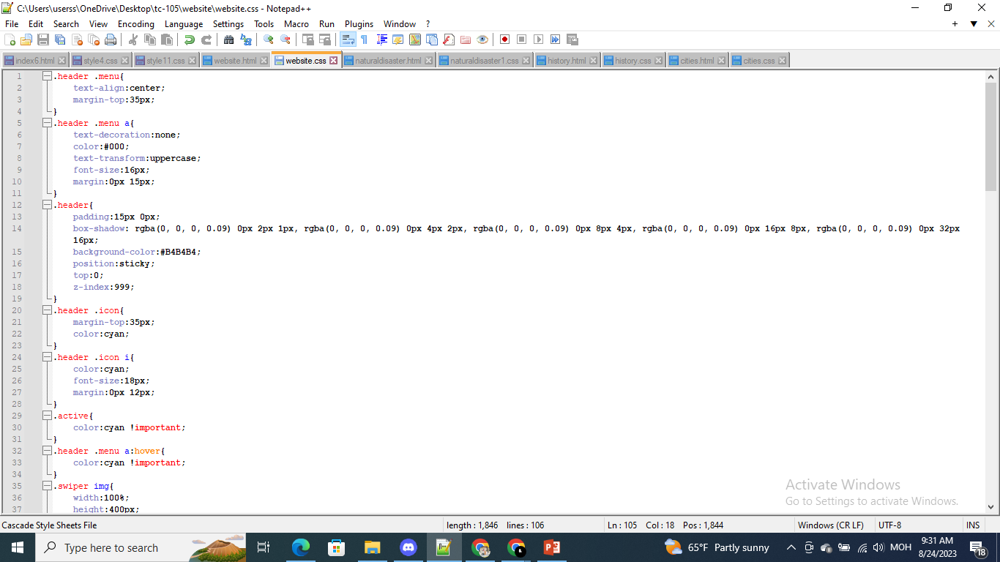 C:\Users\userss\OneDrive\Desktop\tc-105\website\website.css - Notepad++
File Edit Search View Encoding Language Settings Tools Macro Run Plugins Window ?
index6.html style4.css style11.css website.html website.css naturaldisaster.html naturaldisaster1.css history.html history.css cities.html cities.css
1 .header .menu{
2 text-align:center;
3 margin-top:35px;
4 }
5 .header .menu a{
6 text-decoration:none;
7 color:#000;
8 text-transform:uppercase;
9 font-size:16px;
10 margin:0px 15px;
11 }
12 .header{
13 padding:15px 0px;
14 box-shadow: rgba(0, 0, 0, 0.09) 0px 2px 1px, rgba(0, 0, 0, 0.09) 0px 4px 2px, rgba(0, 0, 0, 0.09) 0px 8px 4px, rgba(0, 0, 0, 0.09) 0px 16px 8px, rgba(0, 0, 0, 0.09) 0px 32px
16px;
15 background-color:#B4B4B4;
16 position:sticky;
17 top:0;
18 z-index:999;
19 }
20 .header .icon{
21 margin-top:35px;
22 color:cyan;
23 }
24 .header .icon i{
25 color:cyan;
26 font-size:18px;
27 margin:0px 12px;
28 }
29 .active{
30 color:cyan !important;
31 }
32 .header .menu a:hover{
33 color:cyan !important;
34 }
35 .swiper img{
36 width:100%;
37 height:400px;
Activate Windows
Go to Settings to activate Windows.
Cascade Style Sheets File length : 1,846 lines : 106 Ln : 105 Col : 18 Pos : 1,844 Windows (CR LF) UTF-8 INS
Type here to search 65°F Partly sunny MOH 9:31 AM
8/24/2023 18